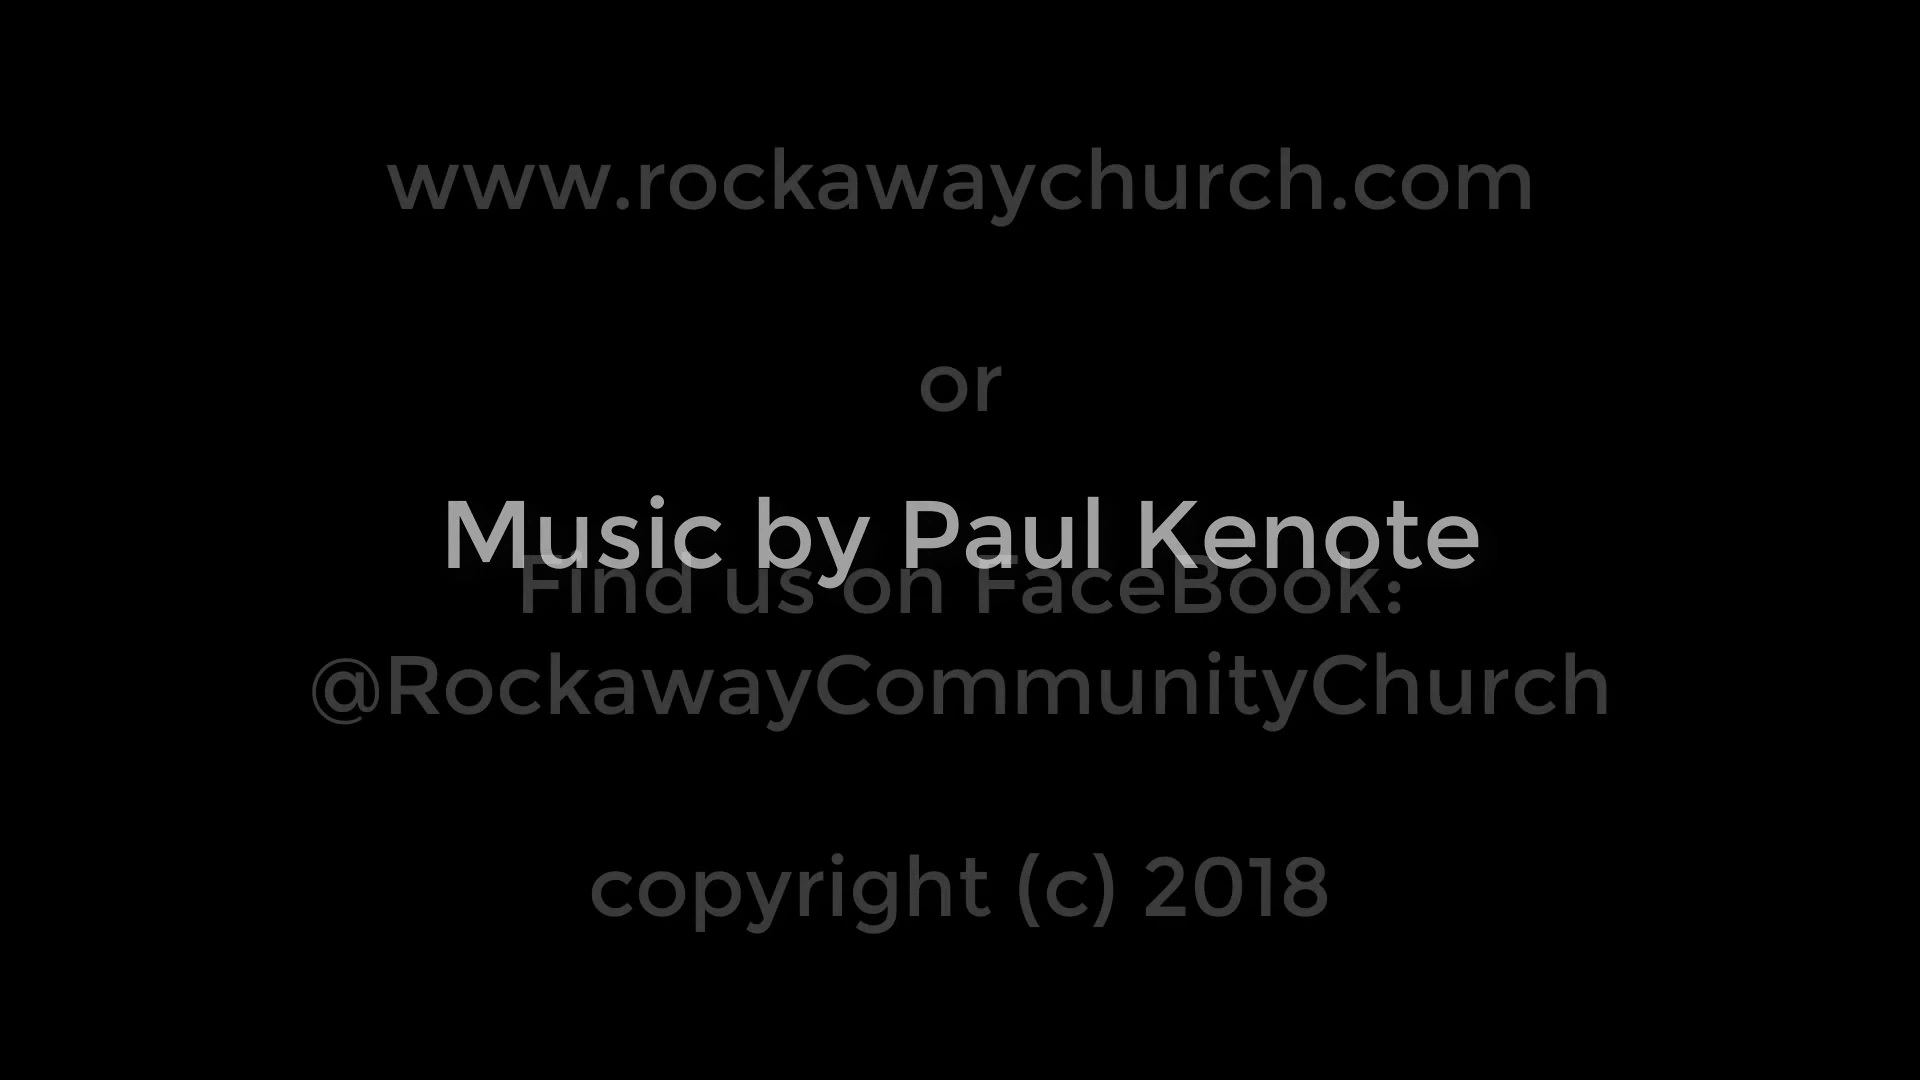 www.rockawaychurch.com
or
Music by Paul Kenote
Find us on FaceBook:
@RockawayCommunityChurch
copyright (c) 2018